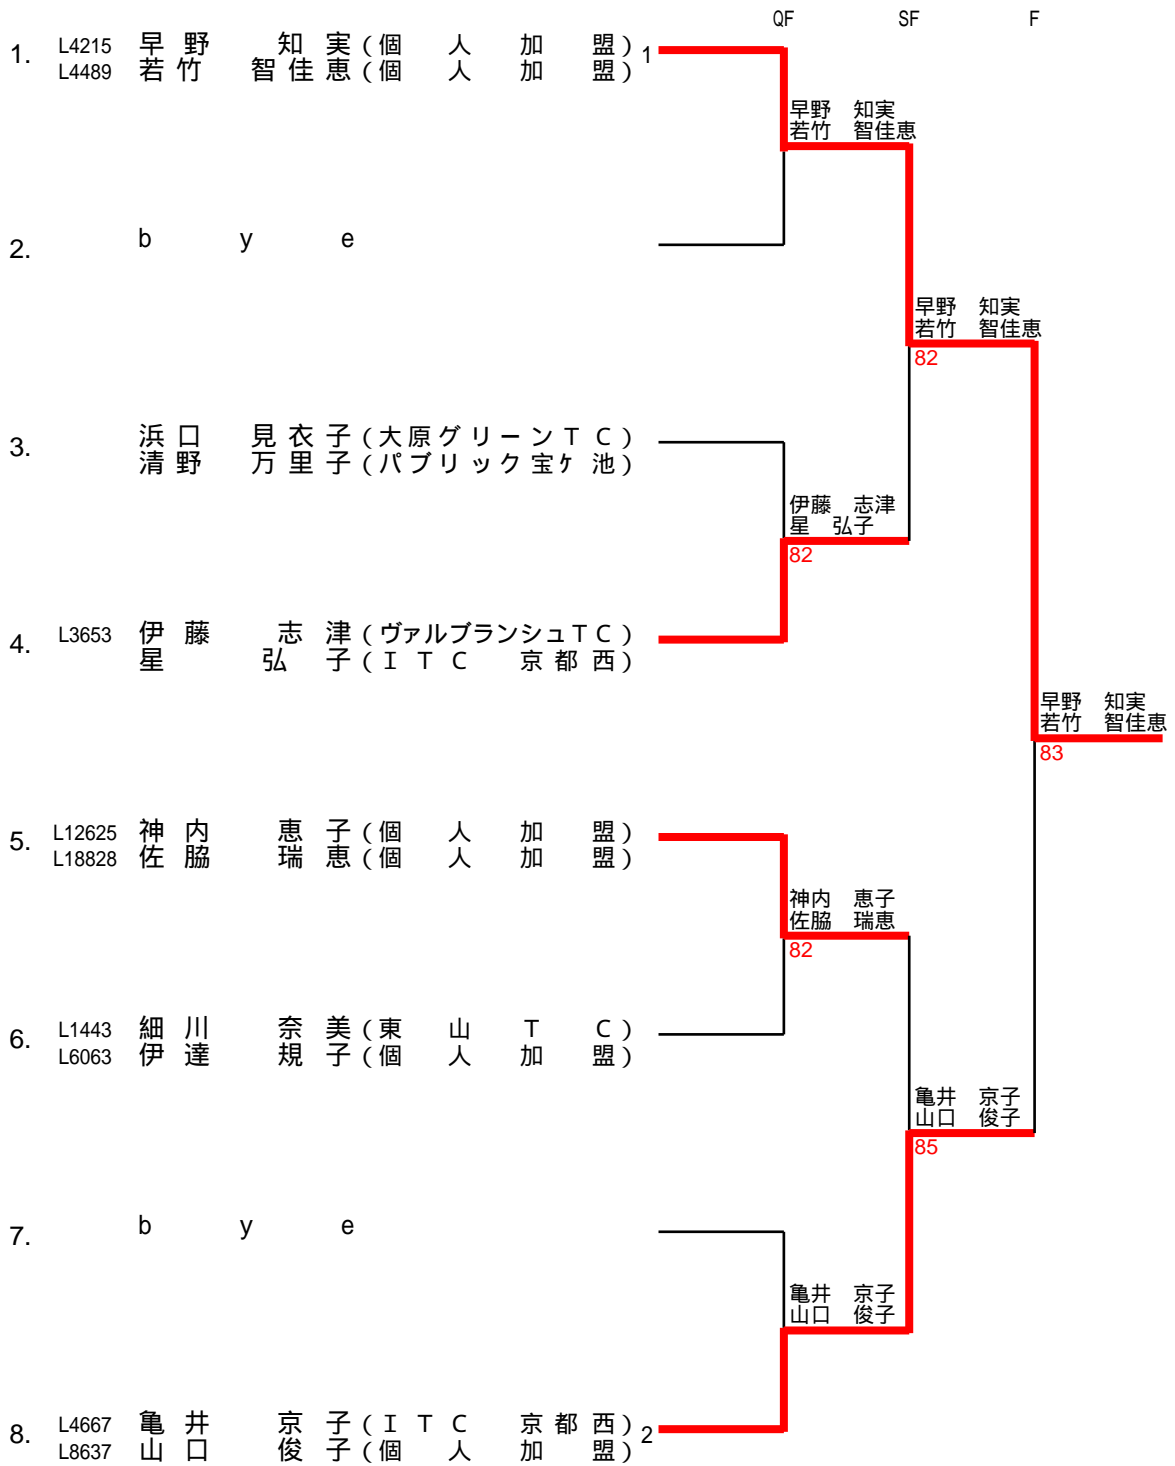 QF SF F
1. L4215 早野 知実(個人加盟) 1
L4489 若竹 智佳恵(個人加盟)
早野 知実
若竹 智佳恵
2. bye
早野 知実
若竹 智佳恵
82
3. 浜口 見衣子(大原グリーンTC)
清野 万里子(パブリック宝ケ池)
伊藤 志津
星 弘子
82
4. L3653 伊藤 志津(ヴァルブランシュTC)
星 弘子(ITC 京都西)
早野 知実
若竹 智佳恵
83
5. L12625 神内 恵子(個人加盟)
L18828 佐脇 瑞恵(個人加盟)
神内 恵子
佐脇 瑞恵
82
6. L1443 細川 奈美(東山TC)
L6063 伊達 規子(個人加盟)
亀井 京子
山口 俊子
85
7. bye
亀井 京子
山口 俊子
8. L4667 亀井 京子(ITC 京都西) 2
L8637 山口 俊子(個人加盟)